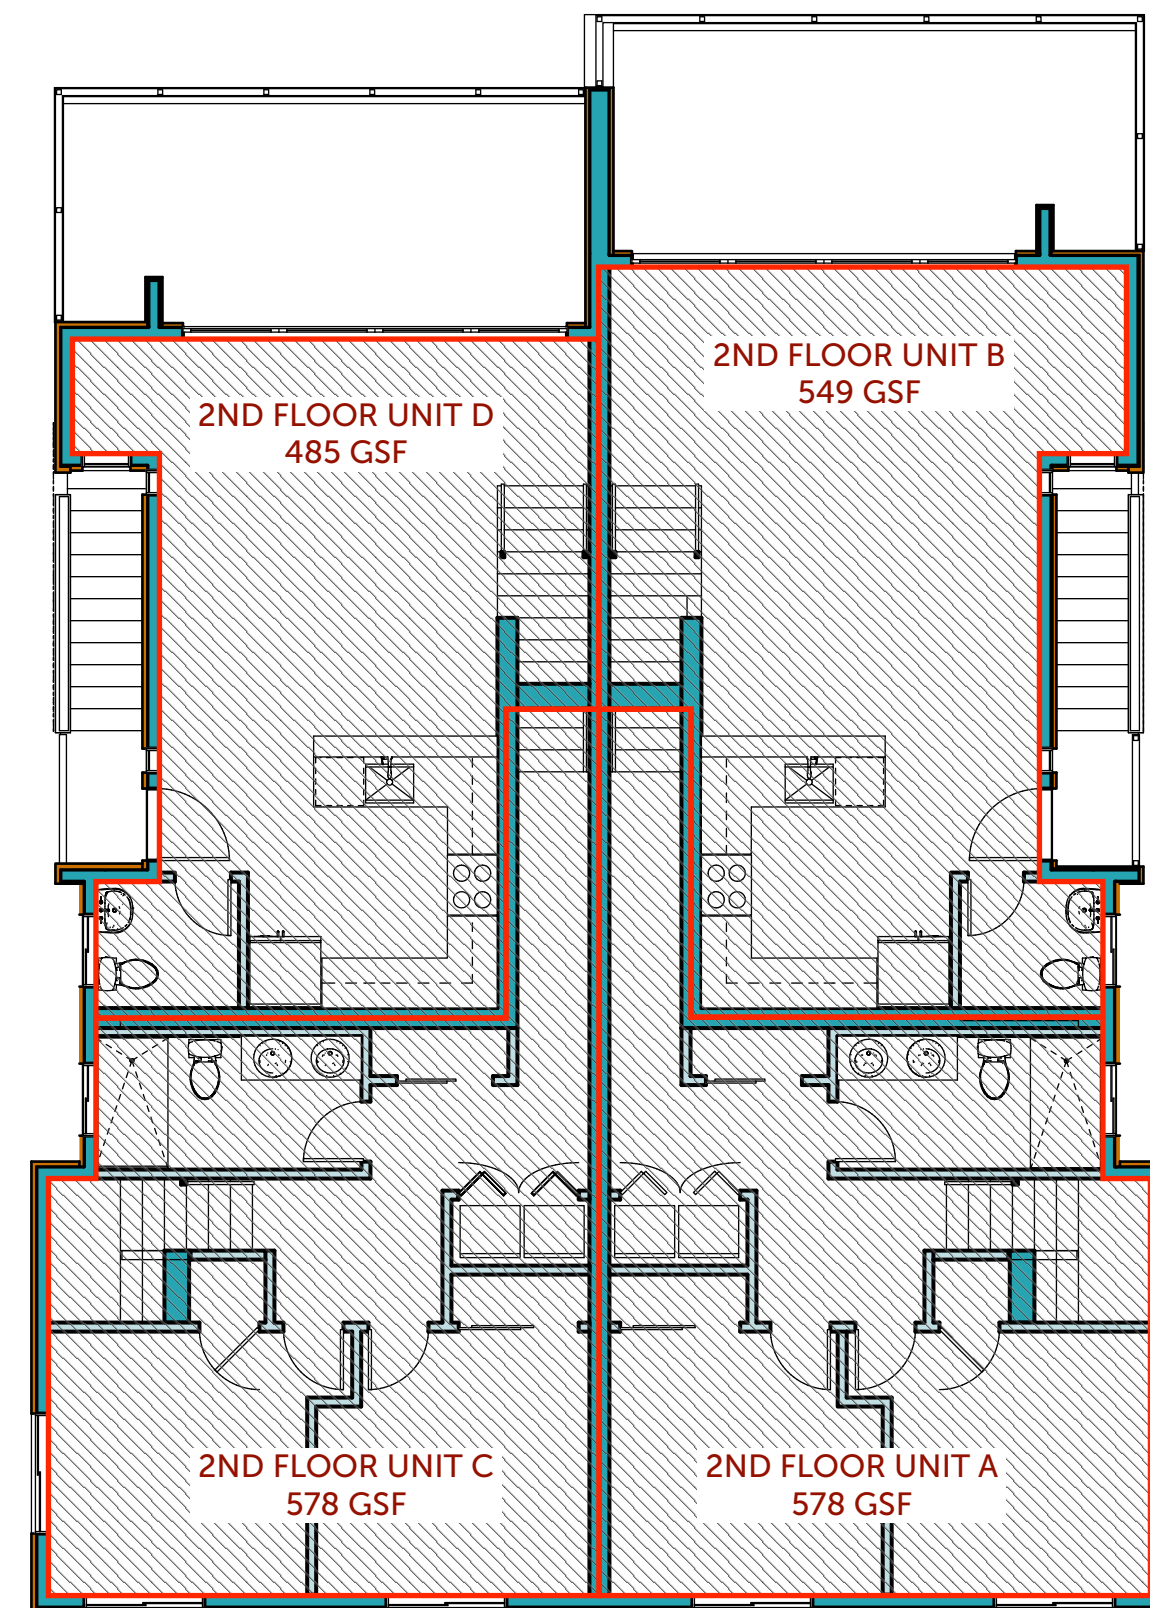 2ND FLOOR UNIT B
549 GSF
2ND FLOOR UNIT D
485 GSF
2ND FLOOR UNIT C
578 GSF
2ND FLOOR UNIT A
578 GSF